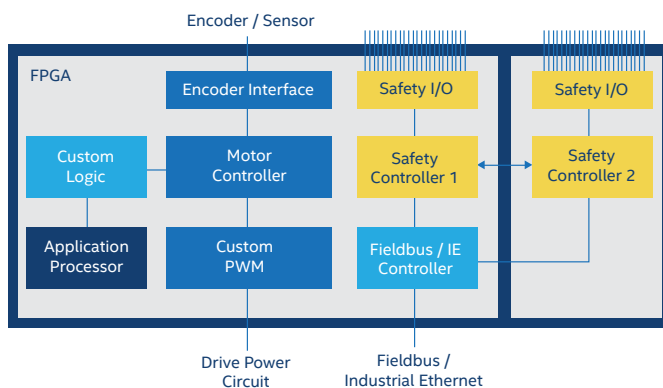 Encoder / Sensor
FPGA
Encoder Interface
Safety I/O
Safety I/O
Custom
Logic
Motor
Controller
Safety
Controller 1
Safety
Controller 2
Application
Processor
Custom
PWM
Fieldbus / IE
Controller
Drive Power
Circuit
Fieldbus /
Industrial Ethernet